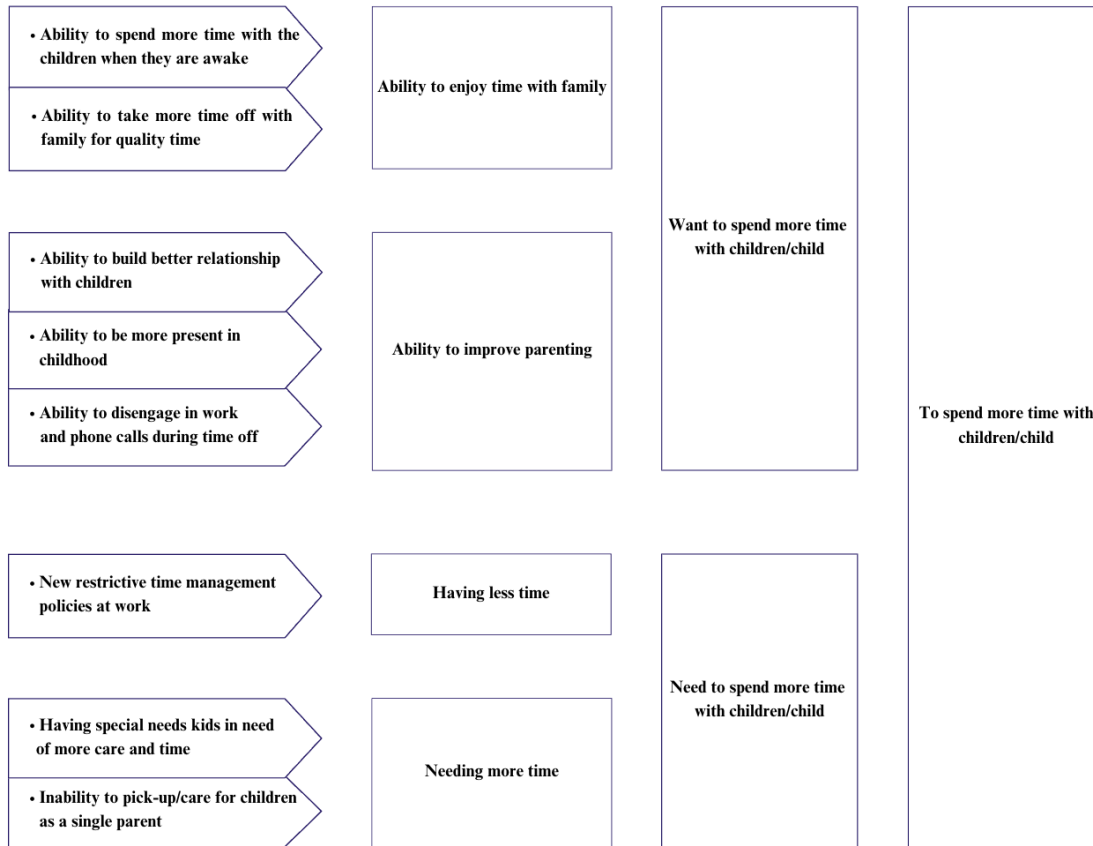 • Ability to spend more time with the
children when they are awake
• Ability to take more time off with
family for quality time
Ability to enjoy time with family
• Ability to build better relationship
with children
• Ability to be more present in
childhood
• Ability to disengage in work
and phone calls during time off
Ability to improve parenting
Want to spend more time
with children/child
• New restrictive time management
policies at work
Having less time
• Having special needs kids in need
of more care and time
• Inability to pick-up/care for children
as a single parent
Needing more time
Need to spend more time
with children/child
To spend more time with
children/child